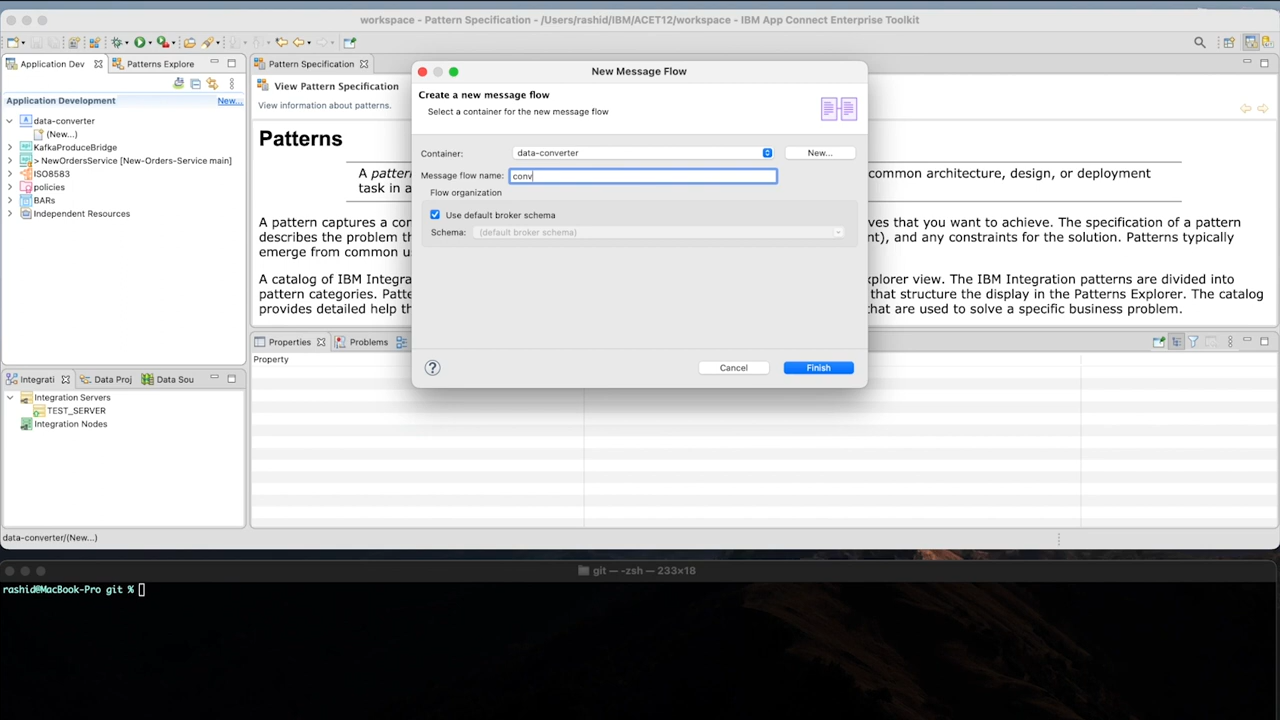 workspace - Pattern Specification - /Users/rashid/IBM/ACET12/workspace - IBM App Connect Enterprise Toolkit
Application Dev
Patterns Explore
Application Development
New...
data-converter
(New...)
KafkaProduceBridge
> NewOrdersService [New-Orders-Service main]
ISO8583
policies
BARs
Independent Resources
Pattern Specification
View Pattern Specification
View information about patterns.
Patterns
A pattern
common architecture, design, or deployment
task in a
A pattern captures a
ves that you want to achieve. The specification of a pattern
describes the problem
and any constraints for the solution. Patterns typically
emerge from common
A catalog of IBM
xplorer view. The IBM Integration patterns are divided into
pattern categories.
that structure the display in the Patterns Explorer. The catalog
provides detailed help
hat are used to solve a specific business problem.
New Message Flow
Create a new message flow
Select a container for the new message flow
Container:
data-converter
New...
Message flow name:
conv
Flow organization
Use default broker schema
Schema:
(default broker schema)
?
Cancel
Finish
Properties
Problems
Property
Integrati
Data Proj
Data Sou
Integration Servers
TEST_SERVER
Integration Nodes
data-converter/(New...)
git — -zsh — 233×18
rashid@MacBook-Pro git %